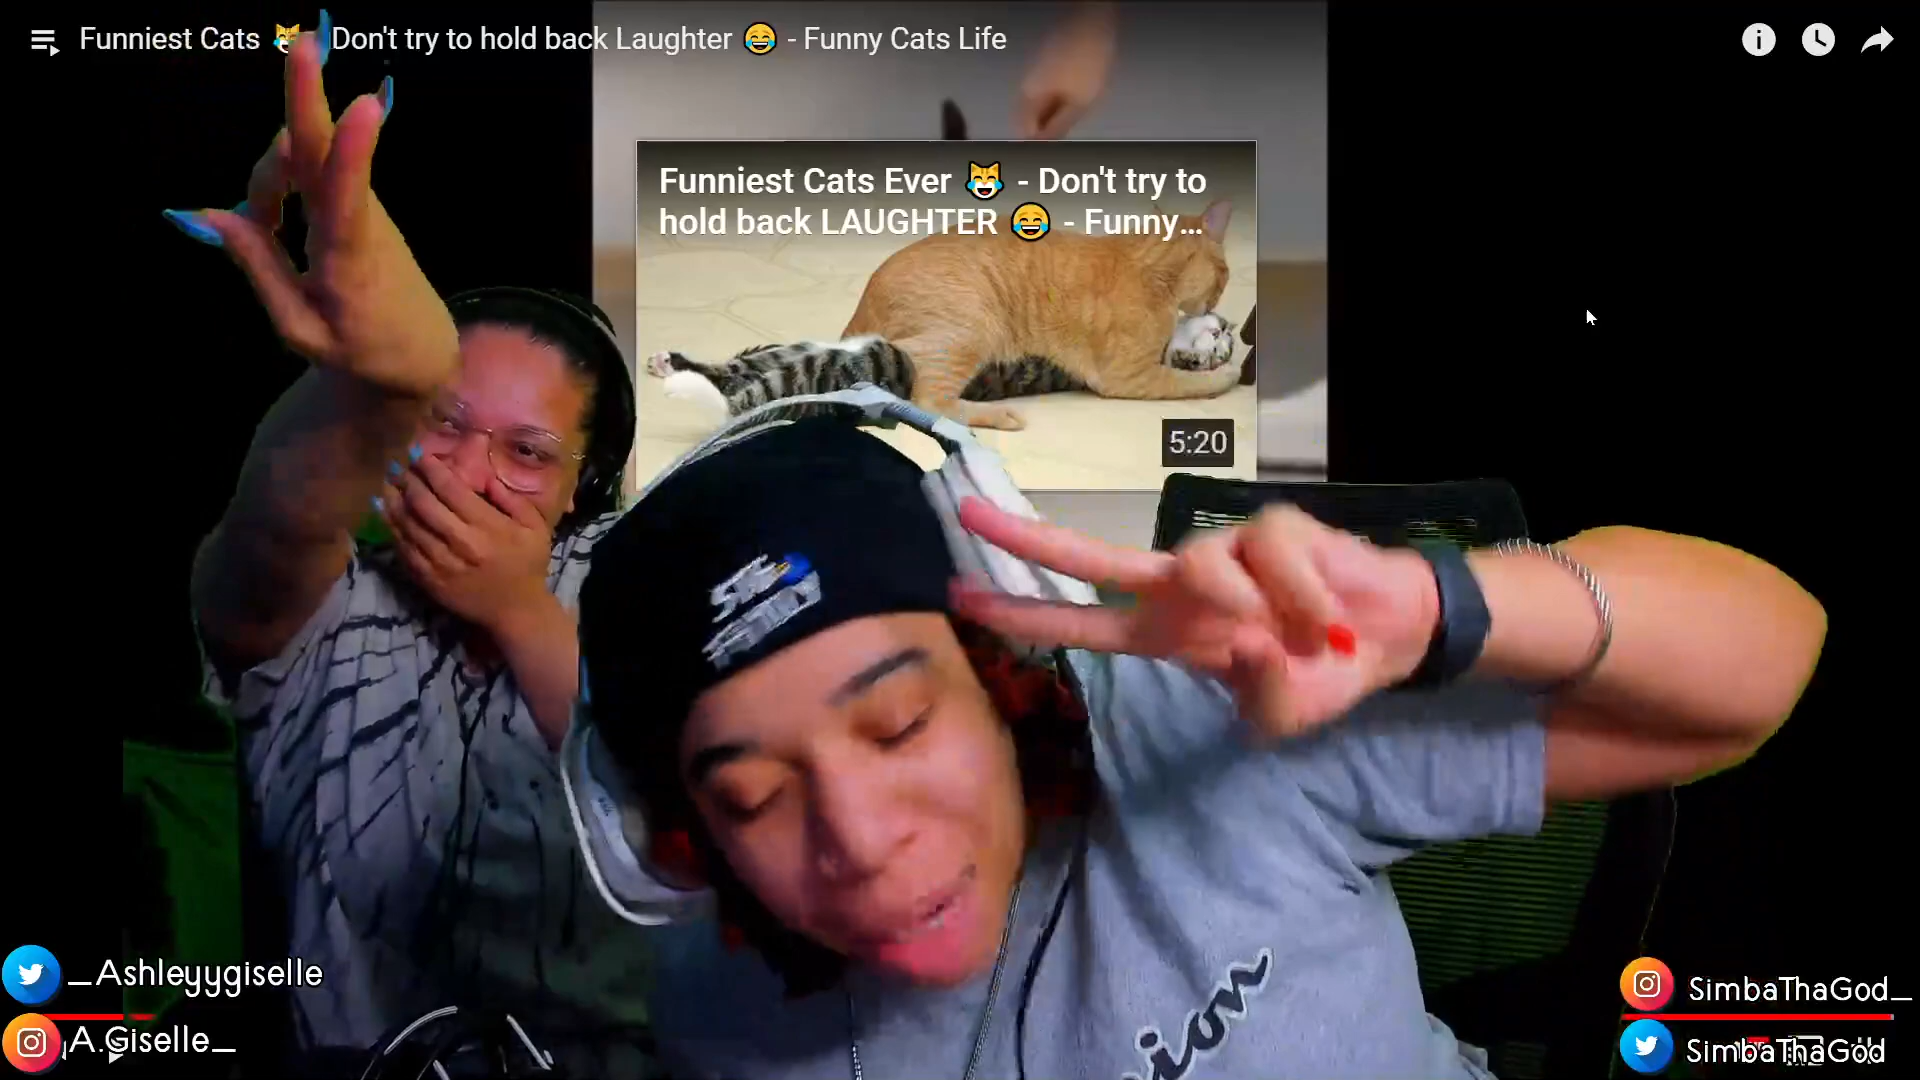 Funniest Cats 😹 Don't try to hold back Laughter 😂 - Funny Cats Life
Funniest Cats Ever 😹 - Don't try to
hold back LAUGHTER 😂 - Funny...
5:20
_Ashleyygiselle
A.Giselle_
SimbaThaGod_
SimbaThaGod